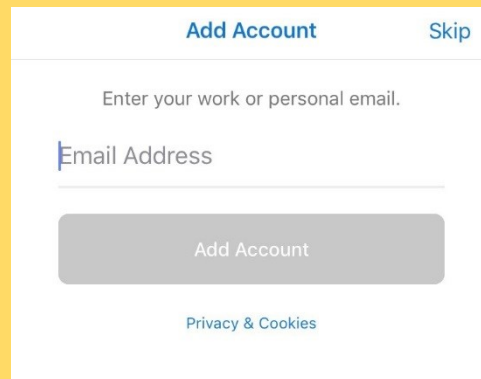 Add Account
Skip
Enter your work or personal email.
Email Address
Add Account
Privacy & Cookies